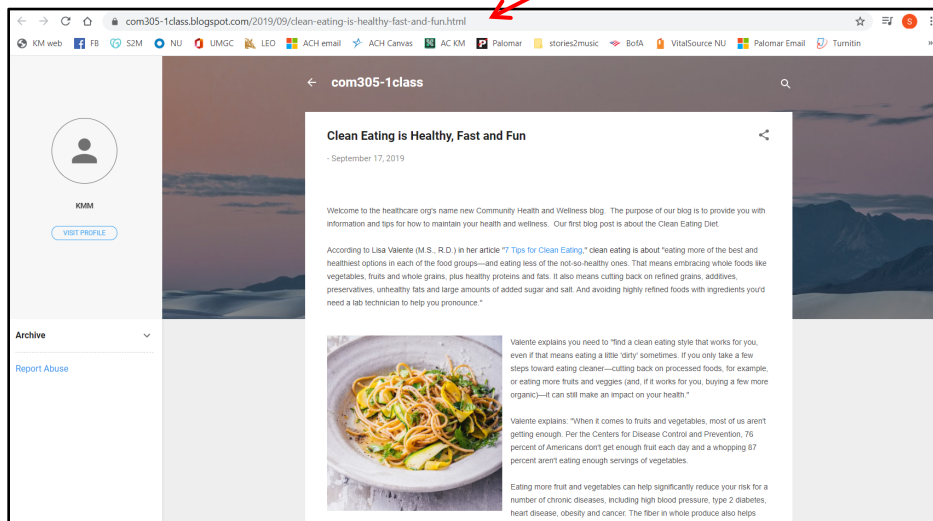 com305-1class.blogspot.com/2019/09/clean-eating-is-healthy-fast-and-fun.html
S
KM web FB S2M NU UMGC LEO ACH email ACH Canvas AC KM Palomar stories2music BofA VitalSource NU Palomar Email Turnitin »
com305-1class
KMM
VISIT PROFILE
Archive
Report Abuse
Clean Eating is Healthy, Fast and Fun
- September 17, 2019
Welcome to the healthcare org's name new Community Health and Wellness blog. The purpose of our blog is to provide you with
information and tips for how to maintain your health and wellness. Our first blog post is about the Clean Eating Diet.
According to Lisa Valente (M.S., R.D.) in her article "7 Tips for Clean Eating," clean eating is about "eating more of the best and
healthiest options in each of the food groups—and eating less of the not-so-healthy ones. That means embracing whole foods like
vegetables, fruits and whole grains, plus healthy proteins and fats. It also means cutting back on refined grains, additives,
preservatives, unhealthy fats and large amounts of added sugar and salt. And avoiding highly refined foods with ingredients you'd
need a lab technician to help you pronounce."
Valente explains you need to "find a clean eating style that works for you,
even if that means eating a little 'dirty' sometimes. If you only take a few
steps toward eating cleaner—cutting back on processed foods, for example,
or eating more fruits and veggies (and, if it works for you, buying a few more
organic)—it can still make an impact on your health."
Valente explains: "When it comes to fruits and vegetables, most of us aren't
getting enough. Per the Centers for Disease Control and Prevention, 76
percent of Americans don't get enough fruit each day and a whopping 87
percent aren't eating enough servings of vegetables.
Eating more fruit and vegetables can help significantly reduce your risk for a
number of chronic diseases, including high blood pressure, type 2 diabetes,
heart disease, obesity and cancer. The fiber in whole produce also helps